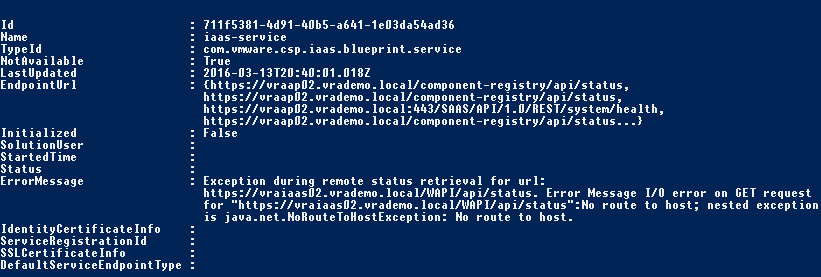 Id : 711f5381-4d91-40b5-a641-1e03da54ad36
Name : iaas-service
TypeId : com.vmware.csp.iaas.blueprint.service
NotAvailable : True
LastUpdated : 2016-03-13T20:40:01.018Z
EndpointUrl : {https://vraap02.vrademo.local/component-registry/api/status,
https://vraap02.vrademo.local/component-registry/api/status,
https://vraap02.vrademo.local:443/SAAS/API/1.0/REST/system/health,
https://vraap02.vrademo.local/component-registry/api/status...}
Initialized : False
SolutionUser :
StartedTime :
Status :
ErrorMessage : Exception during remote status retrieval for url:
https://vraiaas02.vrademo.local/WAPI/api/status. Error Message I/O error on GET request
for "https://vraiaas02.vrademo.local/WAPI/api/status":No route to host; nested exception
is java.net.NoRouteToHostException: No route to host.
IdentityCertificateInfo :
ServiceRegistrationId :
SSLCertificateInfo :
DefaultServiceEndpointType :